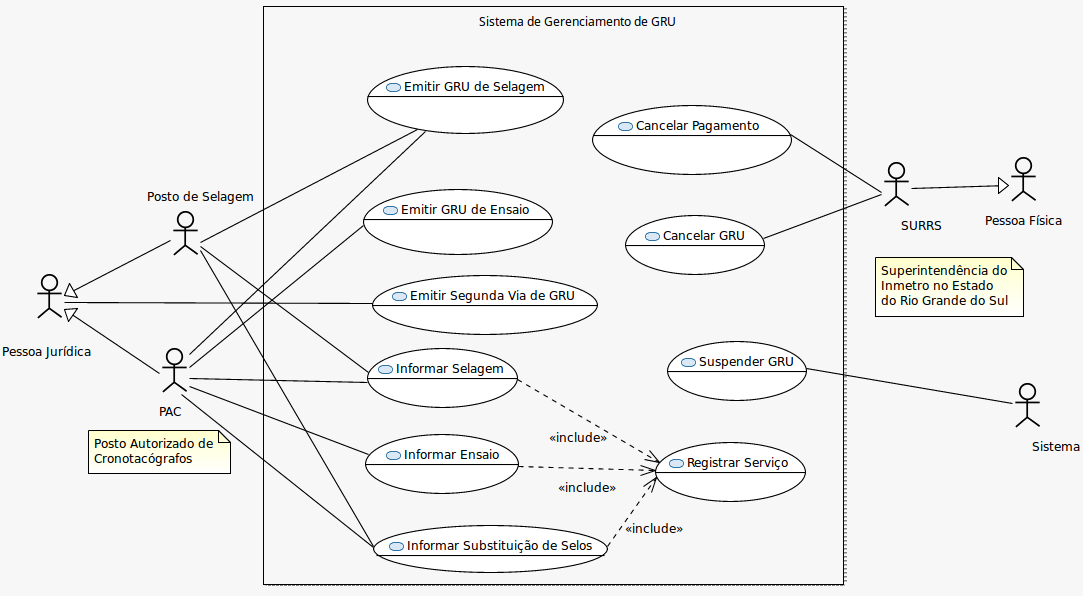 Sistema de Gerenciamento de GRU
Emitir GRU de Selagem
Cancelar Pagamento
Posto de Selagem
Emitir GRU de Ensaio
Pessoa Física
SURRS
Cancelar GRU
Superintendência do
Inmetro no Estado
do Rio Grande do Sul
Emitir Segunda Via de GRU
Pessoa Jurídica
Informar Selagem
Suspender GRU
PAC
Posto Autorizado de
Cronotacógrafos
«include»
Sistema
Informar Ensaio
Registrar Serviço
«include»
«include»
Informar Substituição de Selos